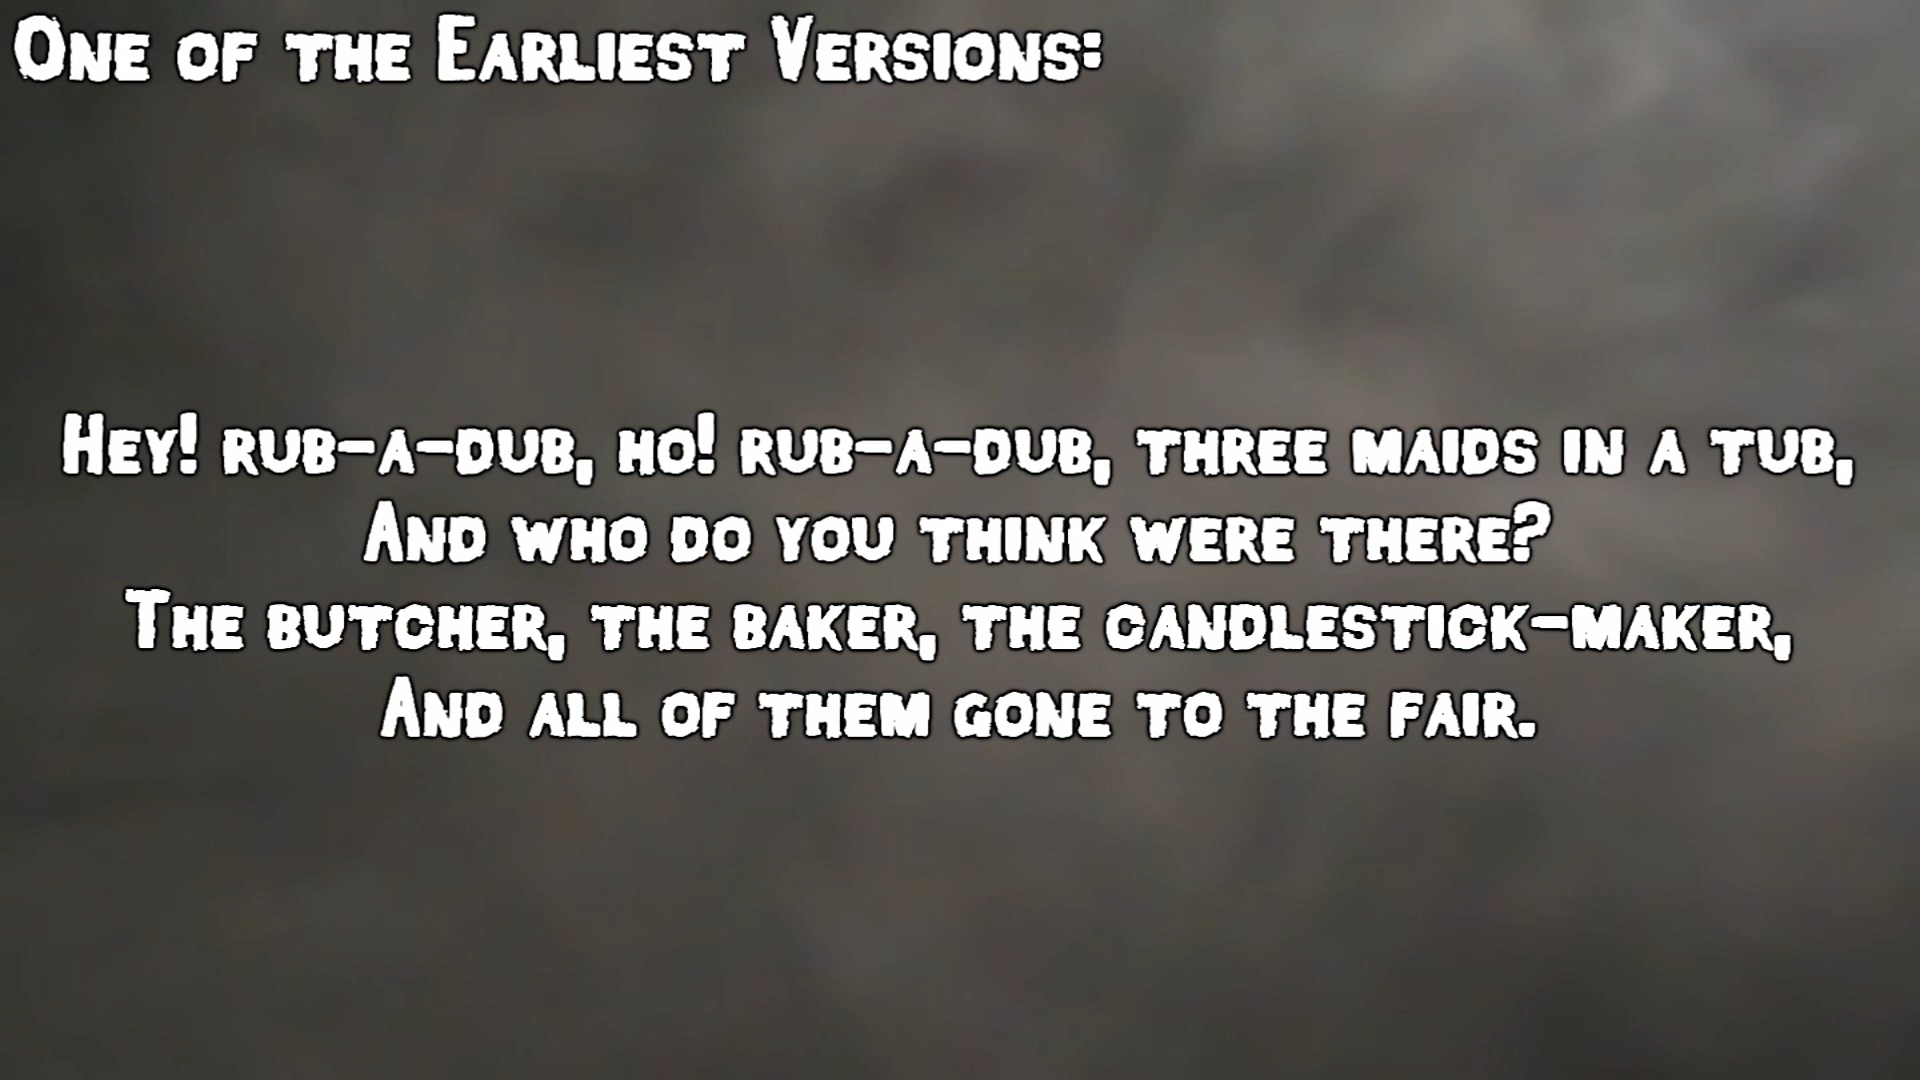 One of the Earliest Versions:
Hey! rub-a-dub, ho! rub-a-dub, three maids in a tub,
And who do you think were there?
The butcher, the baker, the candlestick-maker,
And all of them gone to the fair.